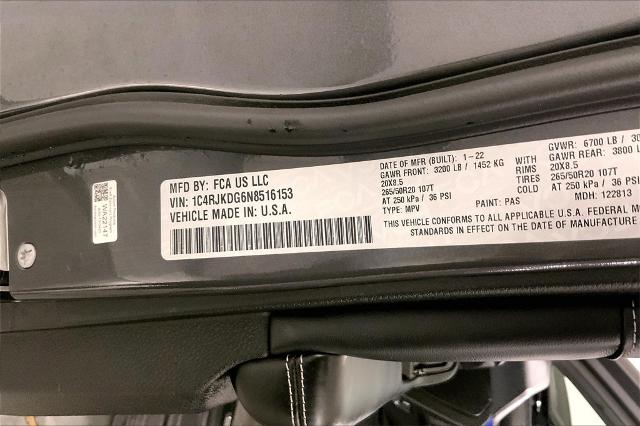 MFD BY: FCA US LLC
VIN: 1C4RJKDG6N8516153
VEHICLE MADE IN U.S.A.
DATE OF MFR (BUILT): 1-22
GAWR FRONT: 3200 LB / 1452 KG
20X8.5
265/50R20 107T
AT 250 kPa / 36 PSI
TYPE: MPV
WITH
RIMS
TIRES
COLD
GVWR: 6700 LB / 30
GAWR REAR: 3800 L
20X8.5
265/50R20 107T
AT 250 kPa / 36 PSI
PAINT: PAS
MDH: 122813
THIS VEHICLE CONFORMS TO ALL APPLICABLE U.S.A. FEDERAL M
STANDARDS IN EFFECT ON THE DATE OF MANUFACTURE
WA22147